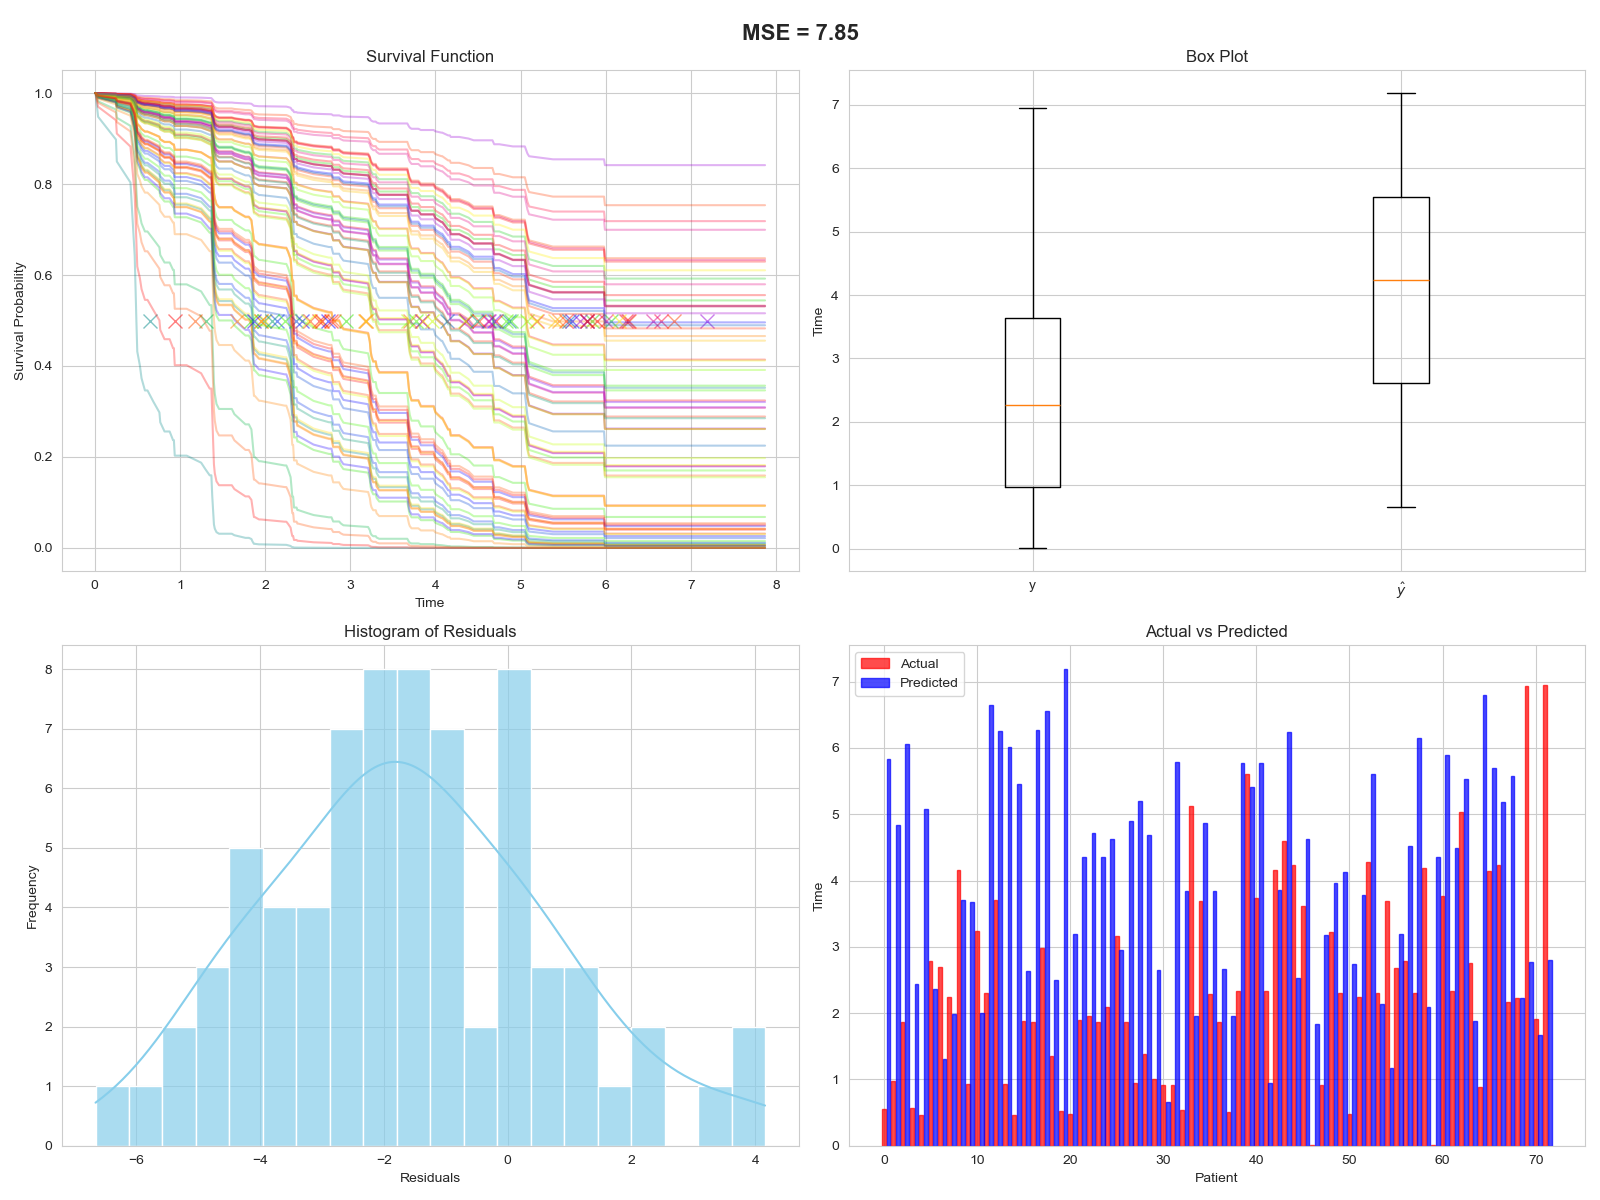 MSE = 7.85
Survival Function
Survival Probability
1.0
0.8
0.6
0.4
0.2
0.0
0 1 2 3 4 5 6 7 8
Time
Box Plot
Time
7
6
5
4
3
2
1
0
y ŷ
Histogram of Residuals
Frequency
8
7
6
5
4
3
2
1
0
−6 −4 −2 0 2 4
Residuals
Actual vs Predicted
Actual
Predicted
Time
7
6
5
4
3
2
1
0
0 10 20 30 40 50 60 70
Patient